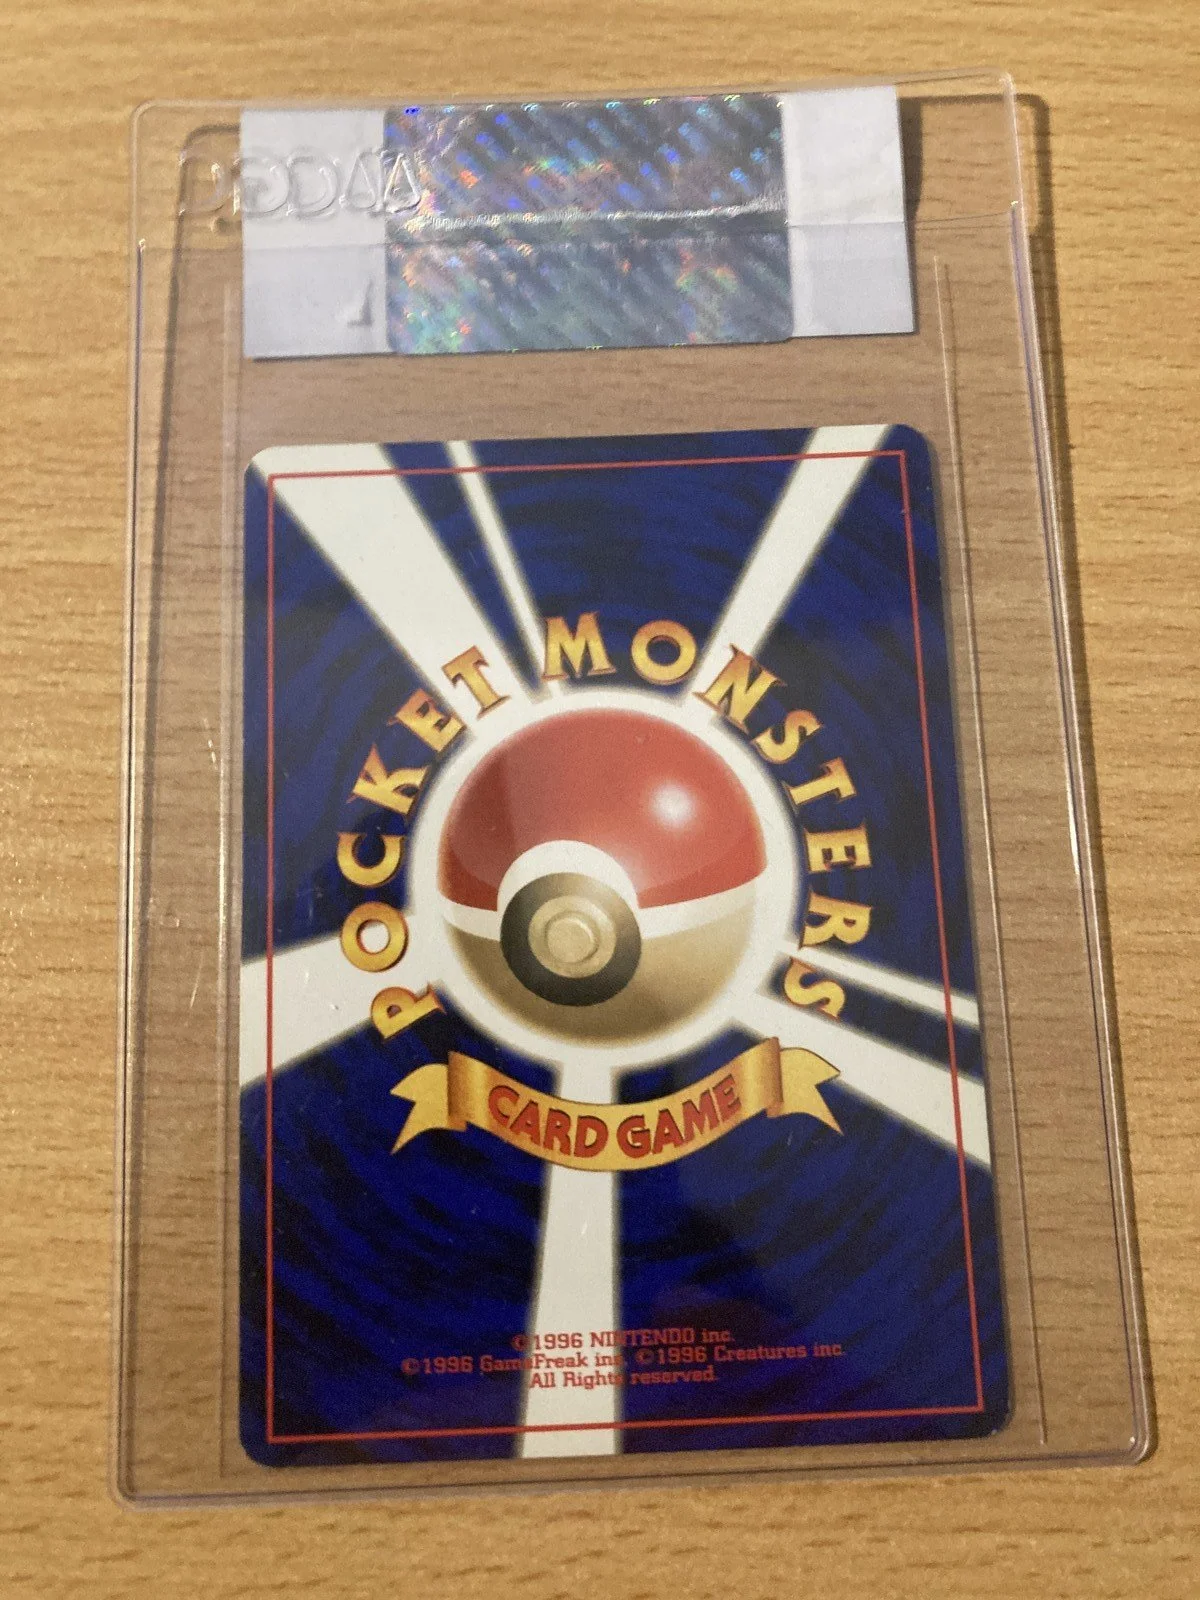 POCKET MONSTERS
CARD GAME
©1996 NINTENDO inc.
©1996 GameFreak inc. ©1996 Creatures inc.
All Rights reserved.